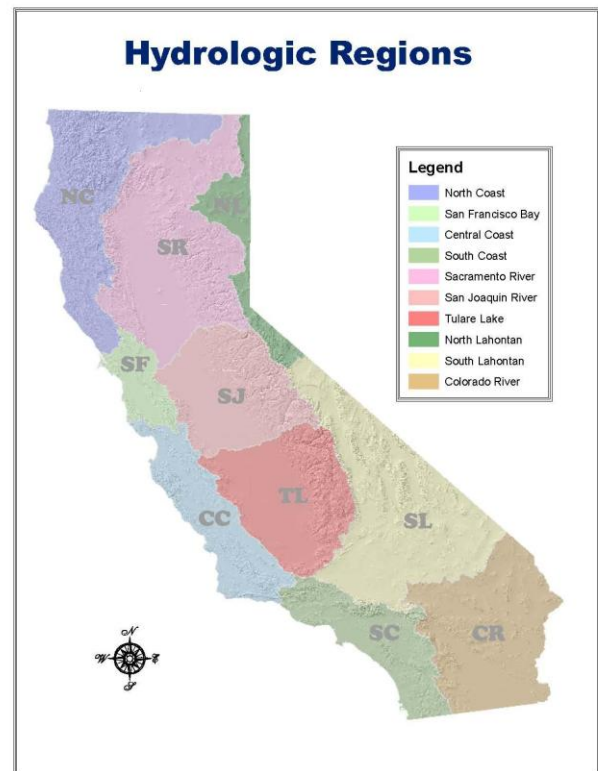 Hydrologic Regions
Legend
North Coast
San Francisco Bay
Central Coast
South Coast
Sacramento River
San Joaquin River
Tulare Lake
North Lahontan
South Lahontan
Colorado River
NC
NL
SR
SF
SJ
TL
CC
SL
SC
CR
N
W E
S